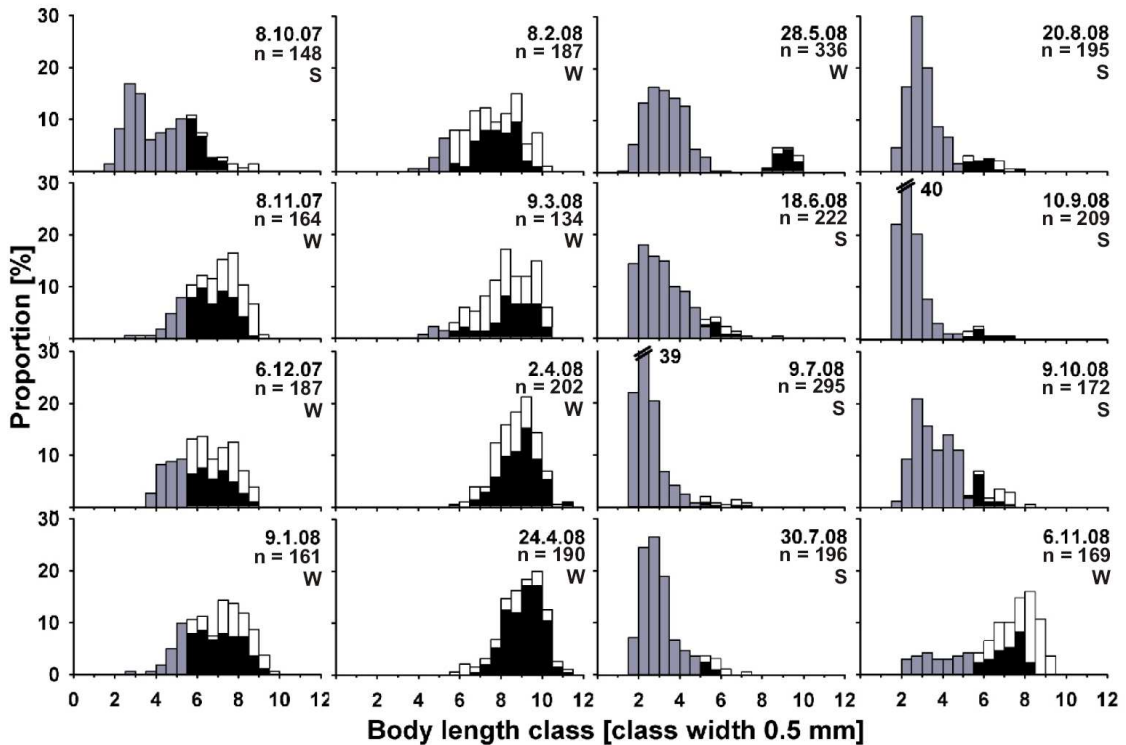 Proportion [%]
30
20
10
0
8.10.07
n = 148
S
8.2.08
n = 187
W
28.5.08
n = 336
W
20.8.08
n = 195
S
30
20
10
0
8.11.07
n = 164
W
9.3.08
n = 134
W
18.6.08
n = 222
S
40
10.9.08
n = 209
S
30
20
10
0
6.12.07
n = 187
W
2.4.08
n = 202
W
39
9.7.08
n = 295
S
9.10.08
n = 172
S
30
20
10
0
9.1.08
n = 161
W
24.4.08
n = 190
W
30.7.08
n = 196
S
6.11.08
n = 169
W
0 2 4 6 8 10 12 2 4 6 8 10 12 2 4 6 8 10 12 2 4 6 8 10 12
Body length class [class width 0.5 mm]